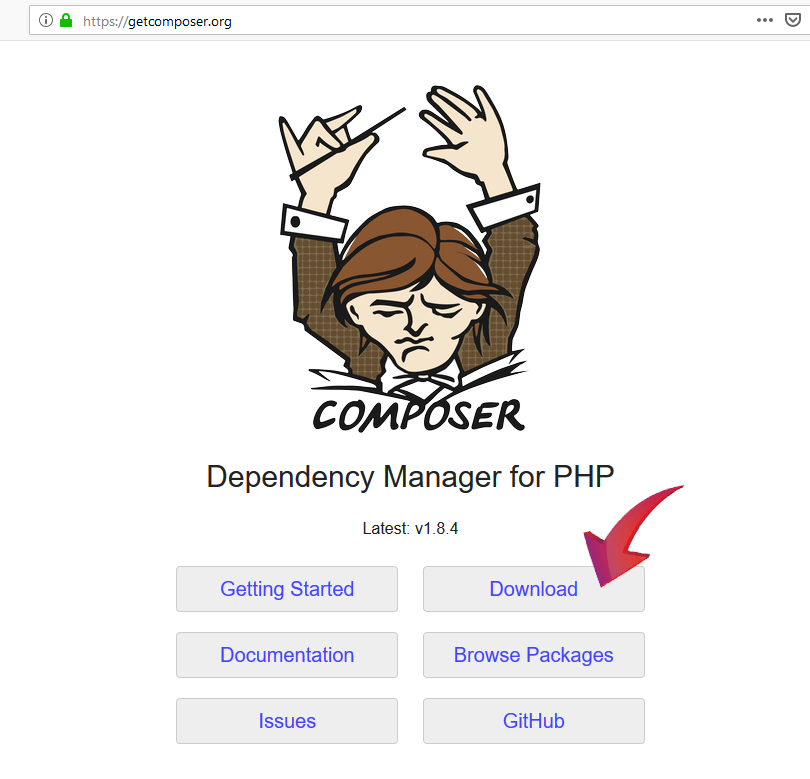 https://getcomposer.org
COMPOSER
Dependency Manager for PHP
Latest: v1.8.4
Getting Started
Download
Documentation
Browse Packages
Issues
GitHub